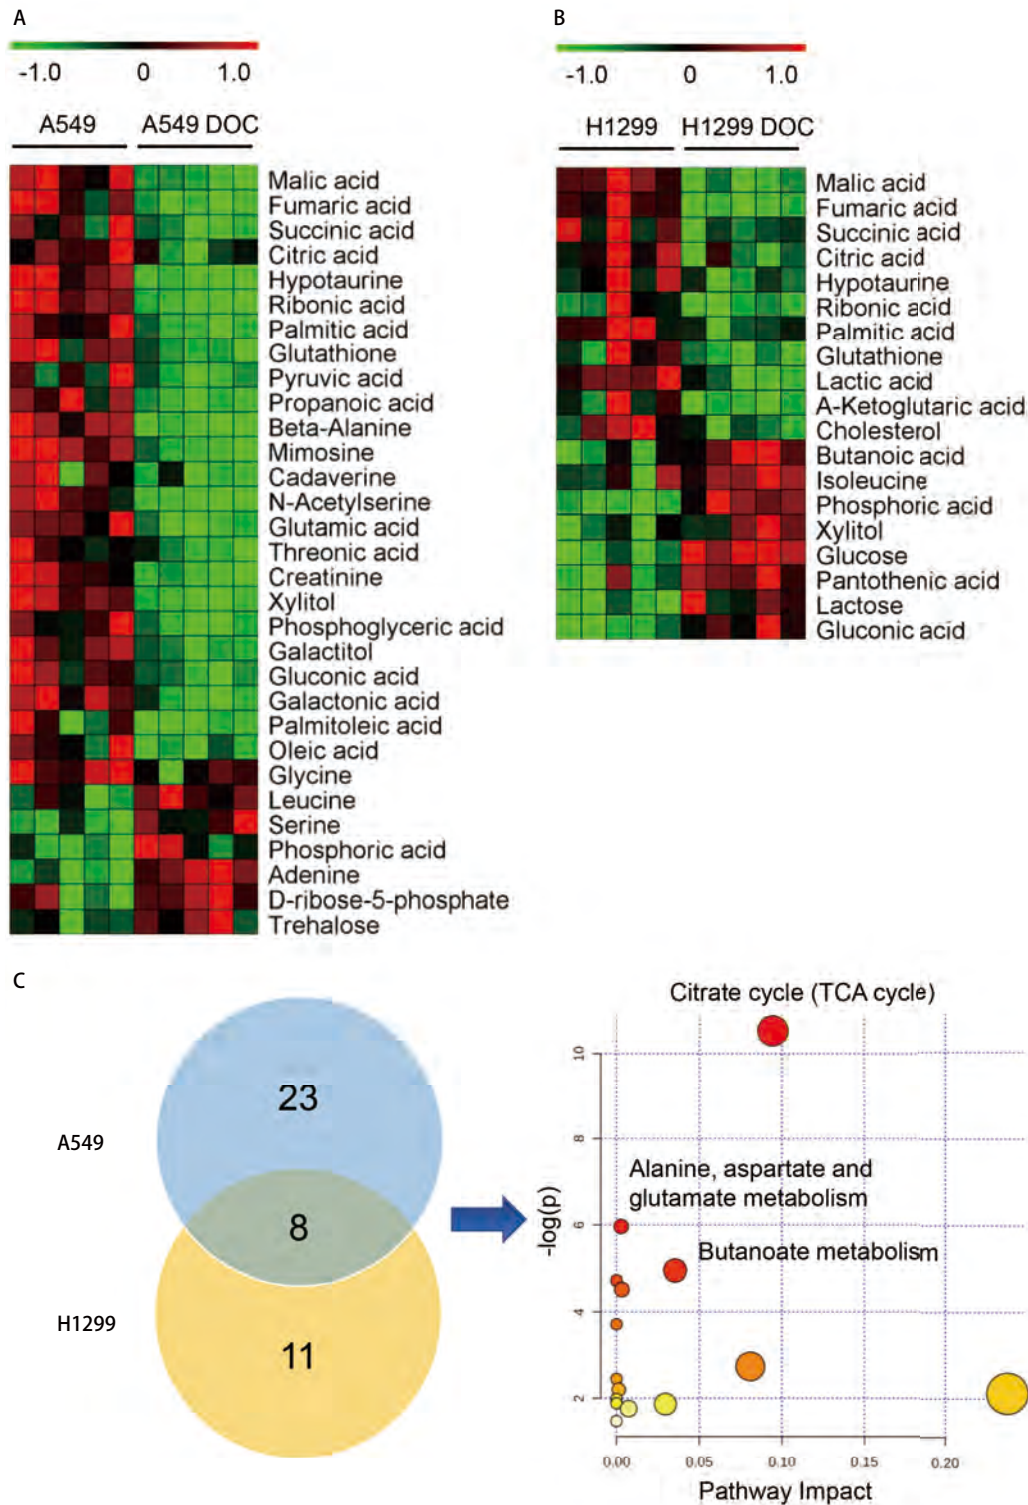 A
-1.0 0 1.0
A549 A549 DOC
Malic acid
Fumaric acid
Succinic acid
Citric acid
Hypotaurine
Ribonic acid
Palmitic acid
Glutathione
Pyruvic acid
Propanoic acid
Beta-Alanine
Mimosine
Cadaverine
N-Acetylserine
Glutamic acid
Threonic acid
Creatinine
Xylitol
Phosphoglyceric acid
Galactitol
Gluconic acid
Galactonic acid
Palmitoleic acid
Oleic acid
Glycine
Leucine
Serine
Phosphoric acid
Adenine
D-ribose-5-phosphate
Trehalose
B
-1.0 0 1.0
H1299 H1299 DOC
Malic acid
Fumaric acid
Succinic acid
Citric acid
Hypotaurine
Ribonic acid
Palmitic acid
Glutathione
Lactic acid
A-Ketoglutaric acid
Cholesterol
Butanoic acid
Isoleucine
Phosphoric acid
Xylitol
Glucose
Pantothenic acid
Lactose
Gluconic acid
C
23
A549
8
H1299
11
Citrate cycle (TCA cycle)
10
8
Alanine, aspartate and
glutamate metabolism
6
Butanoate metabolism
4
2
-log(p)
0.00 0.05 0.10 0.15 0.20
Pathway Impact